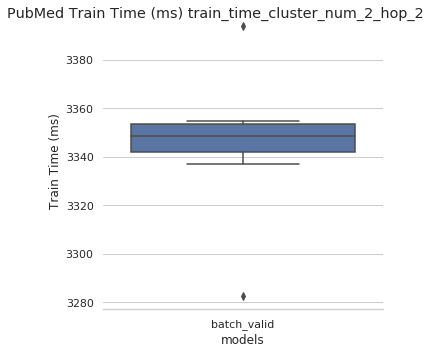 PubMed Train Time (ms) train_time_cluster_num_2_hop_2
3380
3360
3340
3320
3300
3280
Train Time (ms)
batch_valid
models